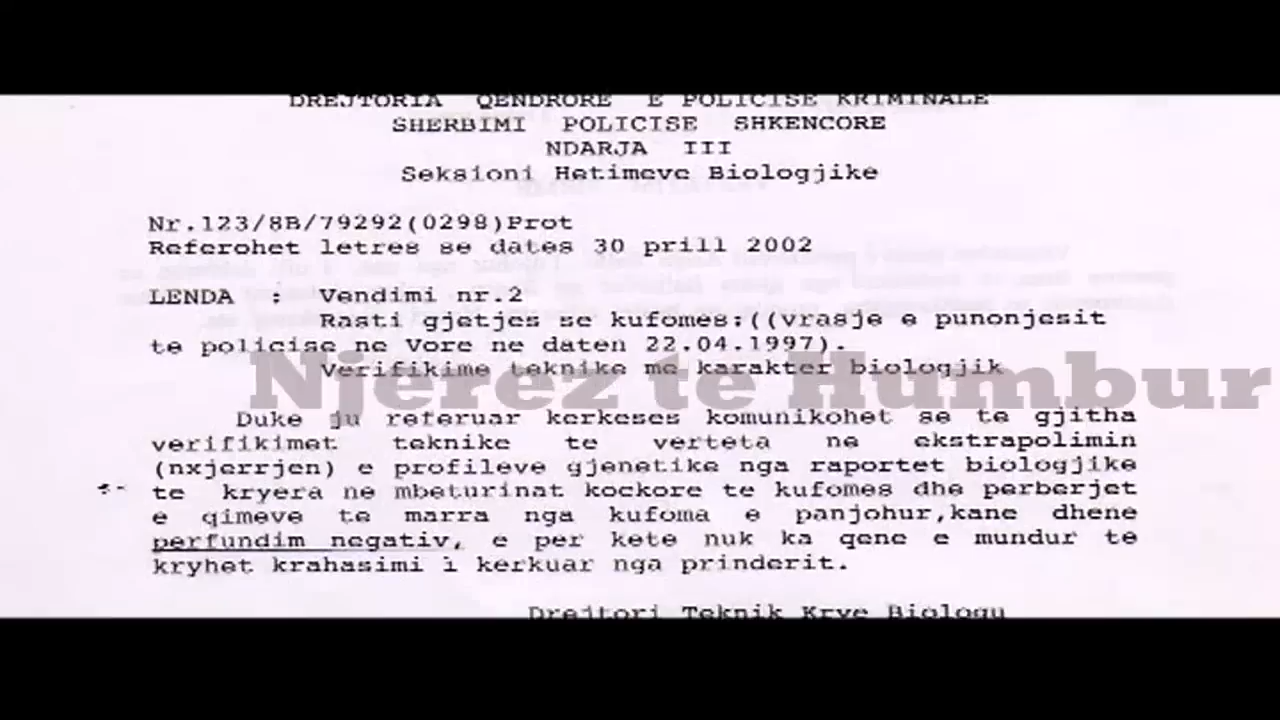 DREJTORIA QENDRORE E POLICISE KRIMINALE
SHERBIMI POLICISE SHKENCORE
NDARJA III
Seksioni Hetimeve Biologjike
Nr.123/8B/79292(0298)Prot
Referohet letres se dates 30 prill 2002
LENDA : Vendimi nr.2
Rasti gjetjes se kufomes:((vrasje e punonjesit
te policise ne Vore ne daten 22.04.1997).
Verifikime teknike me karakter biologjik
Njerez te Humbur
Duke ju referuar kerkeses komunikohet se te gjitha
verifikimet teknike te verteta ne ekstrapolimin
(nxjerrjen) e profileve gjenetike nga raportet biologjike
te kryera ne mbeturinat kockore te kufomes dhe perberjet
e qimeve te marra nga kufoma e panjohur,kane dhene
perfundim negativ, e per kete nuk ka qene e mundur te
kryhet krahasimi i kerkuar nga prinderit.
Drejtori Teknik Krye Biologu